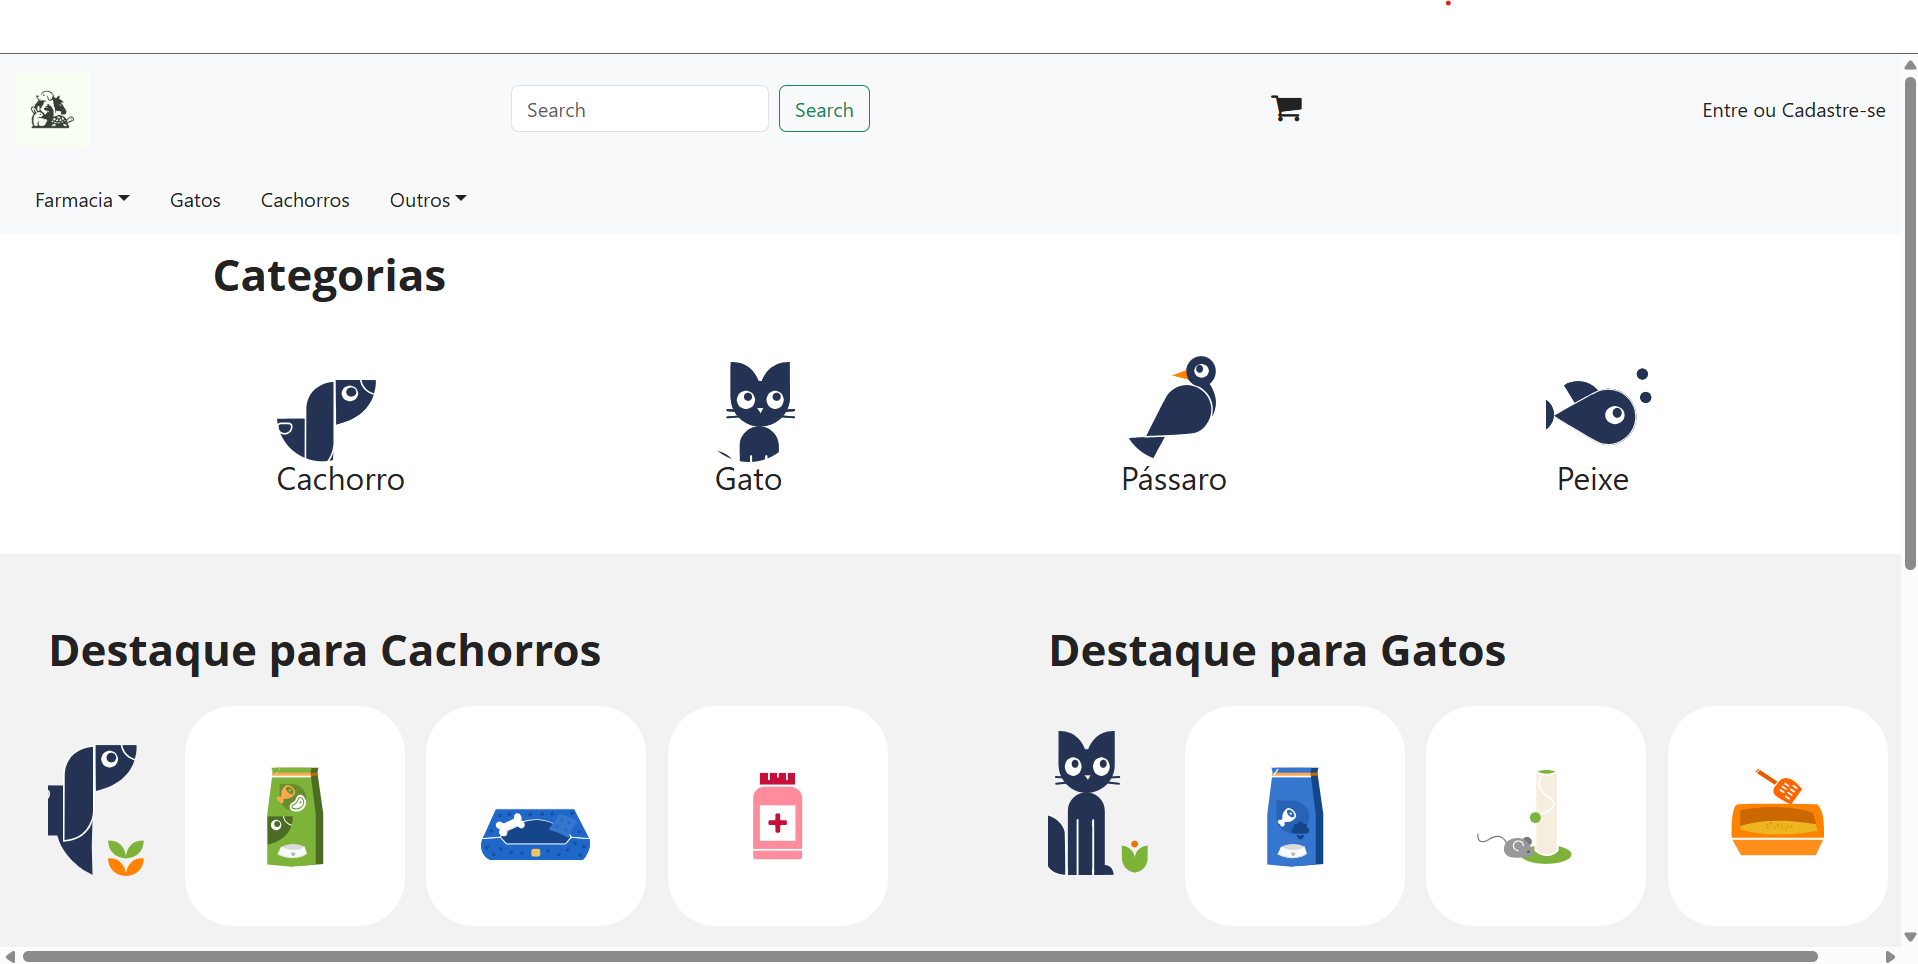 Search Search Entre ou Cadastre-se
Farmacia Gatos Cachorros Outros
Categorias
Cachorro Gato Pássaro Peixe
Destaque para Cachorros Destaque para Gatos